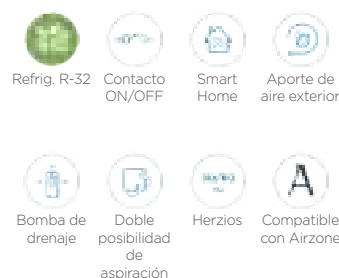 Refrig. R-32
Contacto
ON/OFF
Smart
Home
Aporte de
aire exterior
Bomba de
drenaje
Doble
posibilidad
de
aspiración
Herzios
Compatible
con Airzone